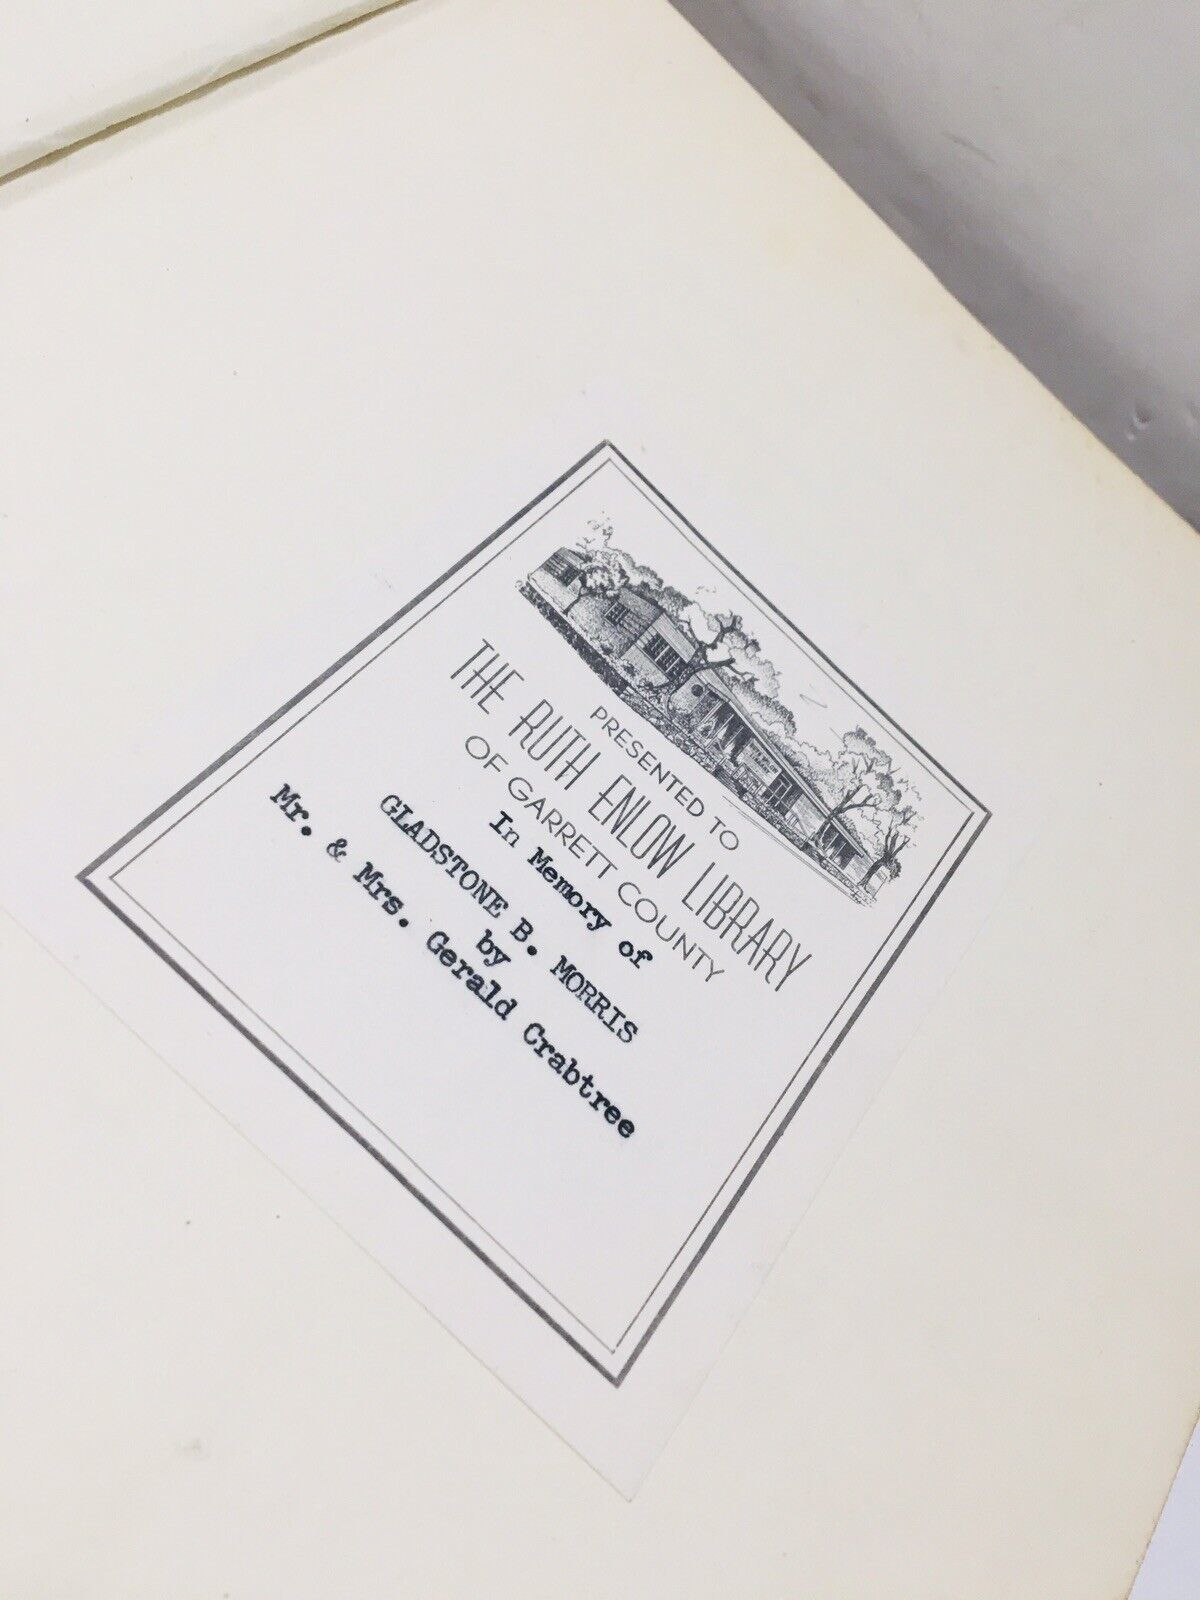 PRESENTED TO
THE RUTH ENLOW LIBRARY
OF GARRETT COUNTY
In Memory of
GLADSTONE B. MORRIS
by
Mr. & Mrs. Gerald Crabtree